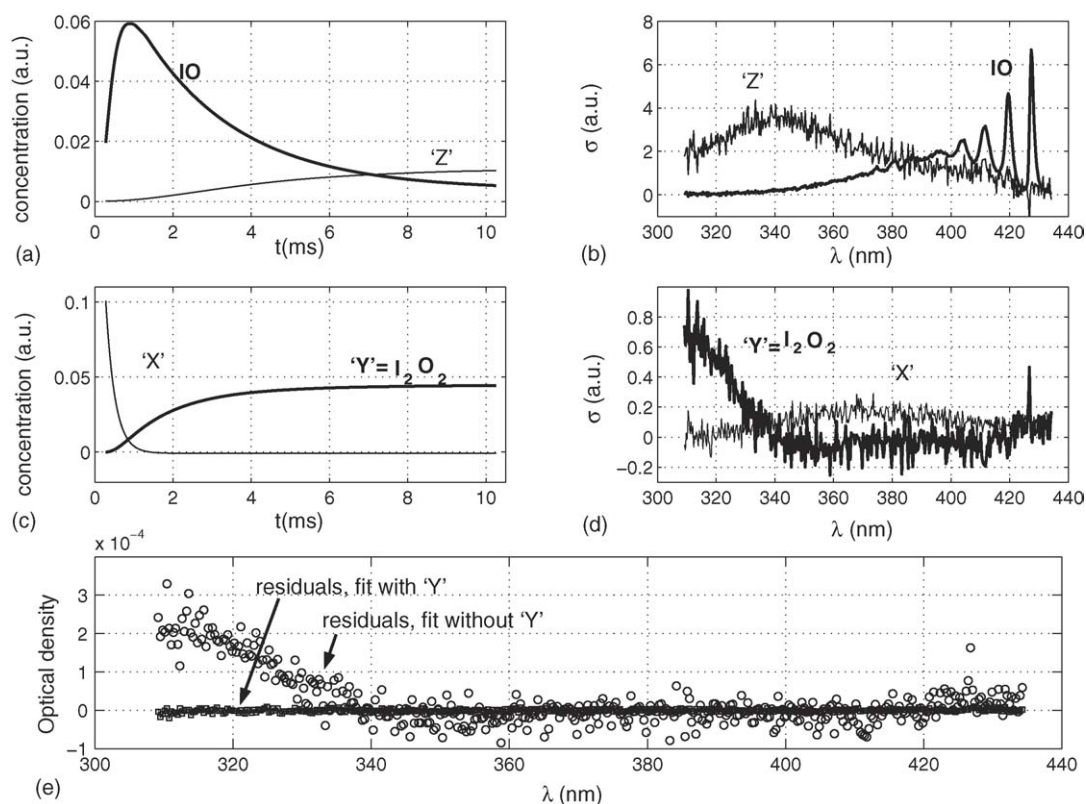 0.06
0.04
0.02
0
concentration (a.u.)
IO
'Z'
0 2 4 6 8 10
t(ms)
(a)
8
6
4
2
0
σ (a.u.)
'Z'
IO
300 320 340 360 380 400 420 440
λ (nm)
(b)
0.1
0.05
0
concentration (a.u.)
'X'
'Y'= I2O2
0 2 4 6 8 10
t(ms)
(c)
0.8
0.6
0.4
0.2
0
−0.2
σ (a.u.)
'Y'= I2O2
'X'
300 320 340 360 380 400 420 440
λ (nm)
(d)
x 10−4
3
2
1
0
−1
Optical density
residuals, fit with 'Y'
residuals, fit without 'Y'
300 320 340 360 380 400 420 440
λ (nm)
(e)